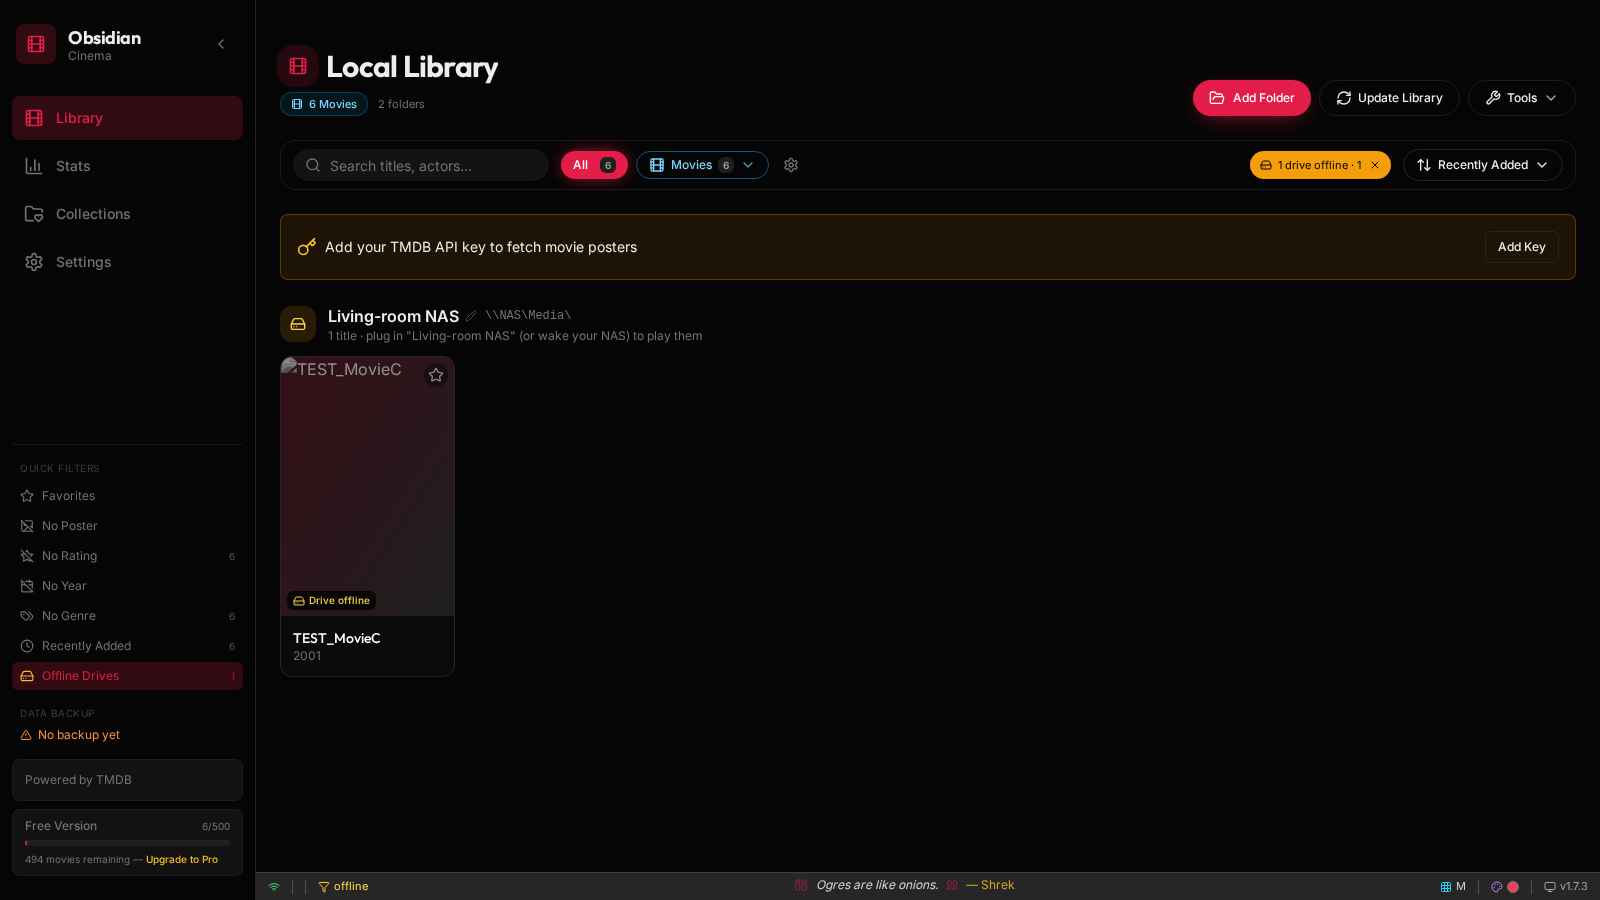 Obsidian
Cinema
Library
Stats
Collections
Settings
QUICK FILTERS
Favorites
No Poster
No Rating 6
No Year
No Genre 6
Recently Added 6
Offline Drives 1
DATA BACKUP
No backup yet
Powered by TMDB
Free Version 6/500
494 movies remaining — Upgrade to Pro
Local Library
6 Movies 2 folders
Add Folder Update Library Tools
Search titles, actors... All 6 Movies 6 1 drive offline · 1 Recently Added
Add your TMDB API key to fetch movie posters Add Key
Living-room NAS \\NAS\Media\
1 title · plug in "Living-room NAS" (or wake your NAS) to play them
TEST_MovieC
Drive offline
TEST_MovieC
2001
offline Ogres are like onions. — Shrek M v1.7.3